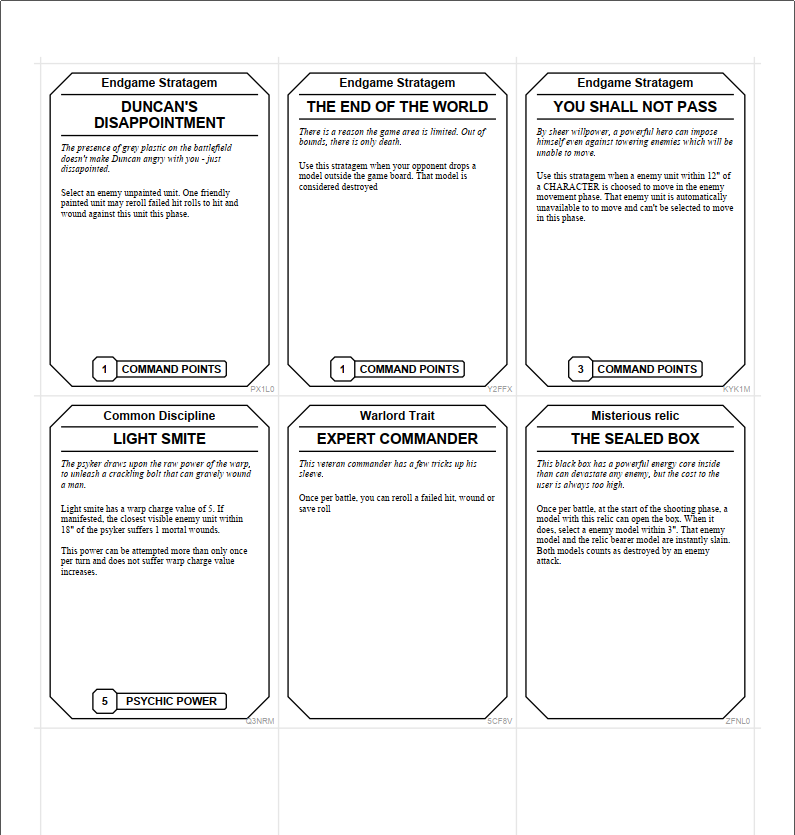 Endgame Stratagem
DUNCAN'S
DISAPPOINTMENT
The presence of grey plastic on the battlefield
doesn't make Duncan angry with you - just
dissapointed.
Select an enemy unpainted unit. One friendly
painted unit may reroll failed hit rolls to hit and
wound against this unit this phase.
1 COMMAND POINTS
PX1L0
Endgame Stratagem
THE END OF THE WORLD
There is a reason the game area is limited. Out of
bounds, there is only death.
Use this stratagem when your opponent drops a
model outside the game board. That model is
considered destroyed
1 COMMAND POINTS
Y2FFX
Endgame Stratagem
YOU SHALL NOT PASS
By sheer willpower, a powerful hero can impose
himself even against towering enemies which will be
unable to move.
Use this stratagem when a enemy unit within 12" of
a CHARACTER is choosed to move in the enemy
movement phase. That enemy unit is automatically
unavailable to to move and can't be selected to move
in this phase.
3 COMMAND POINTS
KYK1M
Common Discipline
LIGHT SMITE
The psyker draws upon the raw power of the warp,
to unleash a crackling bolt that can gravely wound
a man.
Light smite has a warp charge value of 5. If
manifested, the closest visible enemy unit within
18" of the psyker suffers 1 mortal wounds.
This power can be attempted more than only once
per turn and does not suffer warp charge value
increases.
5 PSYCHIC POWER
Q3NRM
Warlord Trait
EXPERT COMMANDER
This veteran commander has a few tricks up his
sleeve.
Once per battle, you can reroll a failed hit, wound or
save roll
SCF8V
Misterious relic
THE SEALED BOX
This black box has a powerful energy core inside
than can devastate any enemy, but the cost to the
user is always too high.
Once per battle, at the start of the shooting phase, a
model with this relic can open the box. When it
does, select a enemy model within 3". That enemy
model and the relic bearer model are instantly slain.
Both models counts as destroyed by an enemy
attack.
ZFNL0